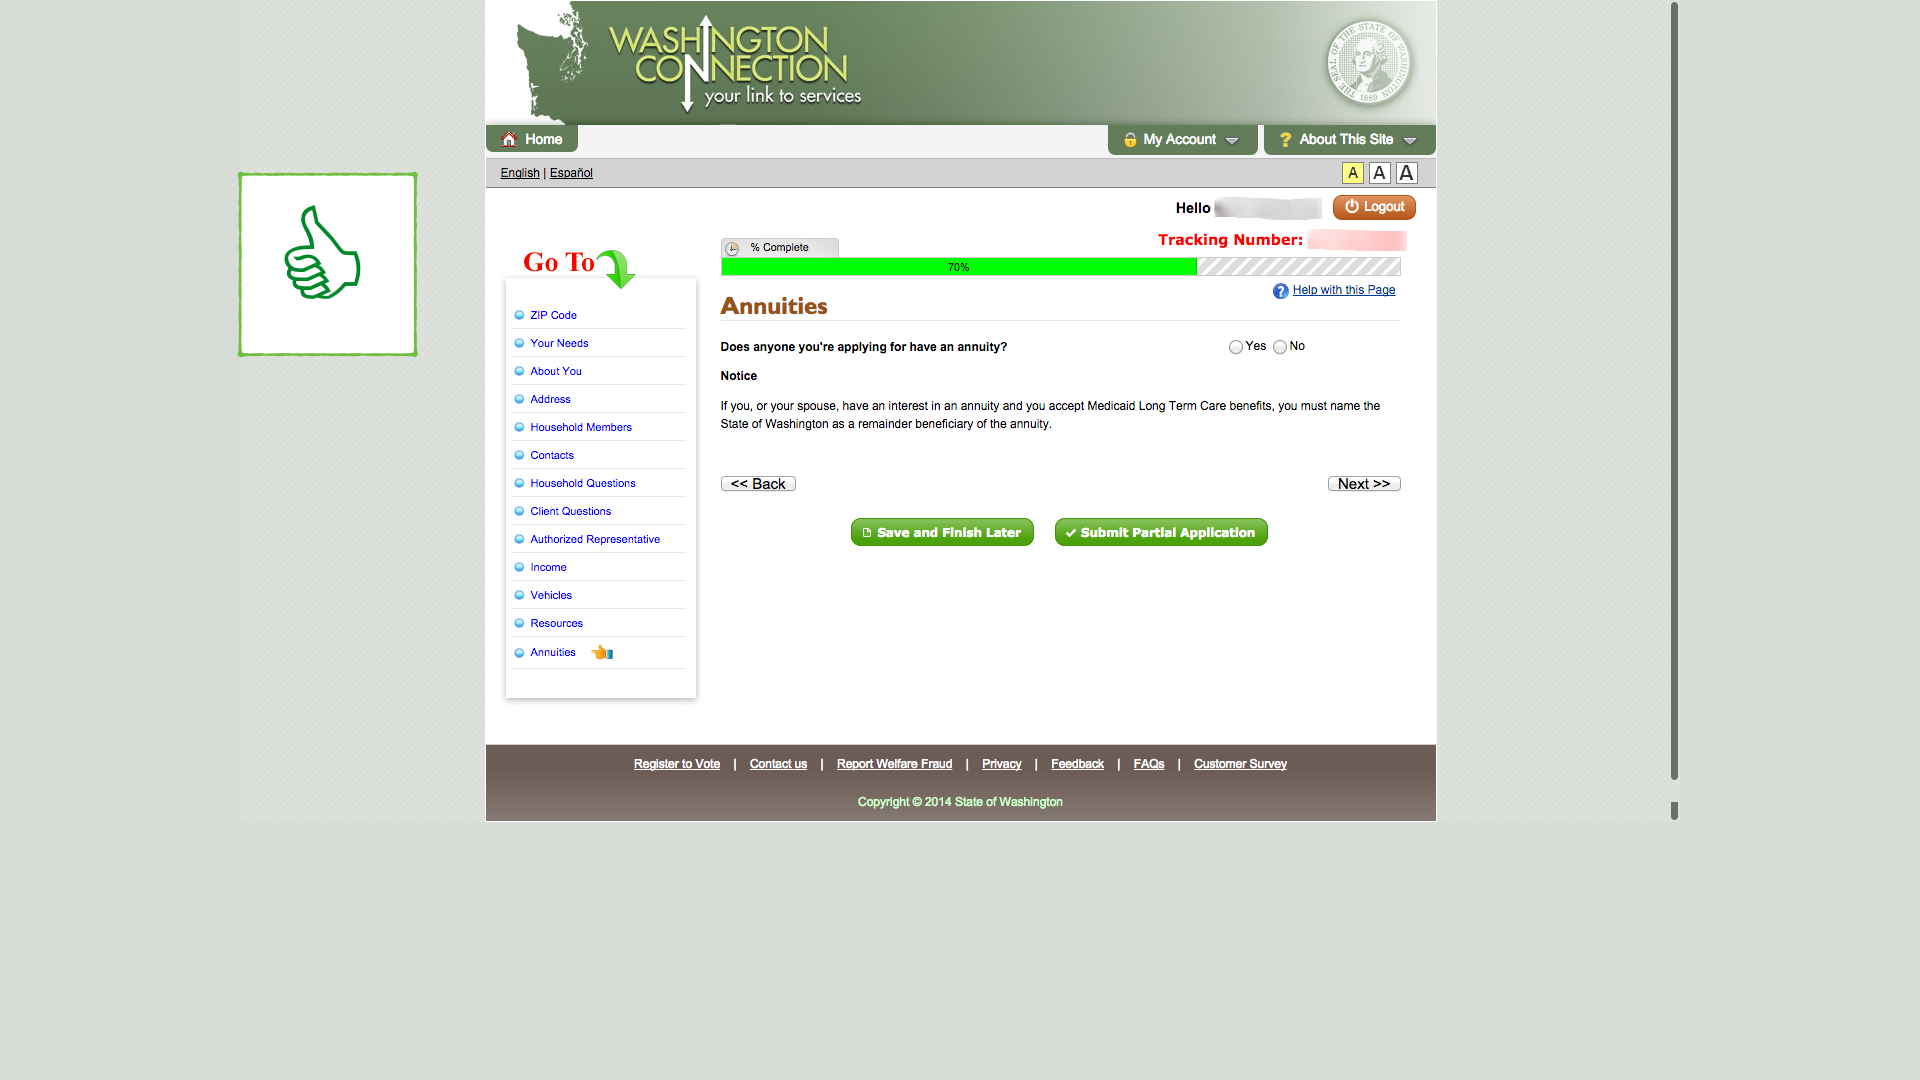 WASHINGTON
CONNECTION
your link to services
THE SEAL OF THE STATE OF WASHINGTON
1889
Home
My Account
? About This Site
English | Español
A A A
Hello
Logout
Tracking Number:
Go To
% Complete
70%
? Help with this Page
Annuities
ZIP Code
Your Needs
About You
Address
Household Members
Contacts
Household Questions
Client Questions
Authorized Representative
Income
Vehicles
Resources
Annuities
Does anyone you're applying for have an annuity? Yes No
Notice
If you, or your spouse, have an interest in an annuity and you accept Medicaid Long Term Care benefits, you must name the
State of Washington as a remainder beneficiary of the annuity.
<< Back Next >>
Save and Finish Later Submit Partial Application
Register to Vote | Contact us | Report Welfare Fraud | Privacy | Feedback | FAQs | Customer Survey
Copyright © 2014 State of Washington